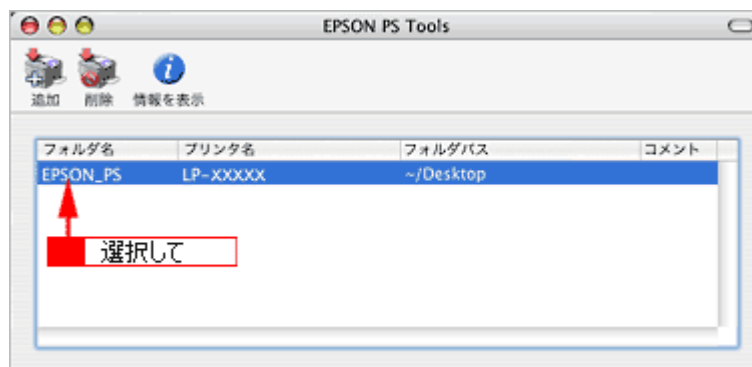 EPSON PS Tools
追加 削除 情報を表示
フォルダ名 プリンタ名 フォルダパス コメント
EPSON_PS LP-XXXXX ~/Desktop
選択して